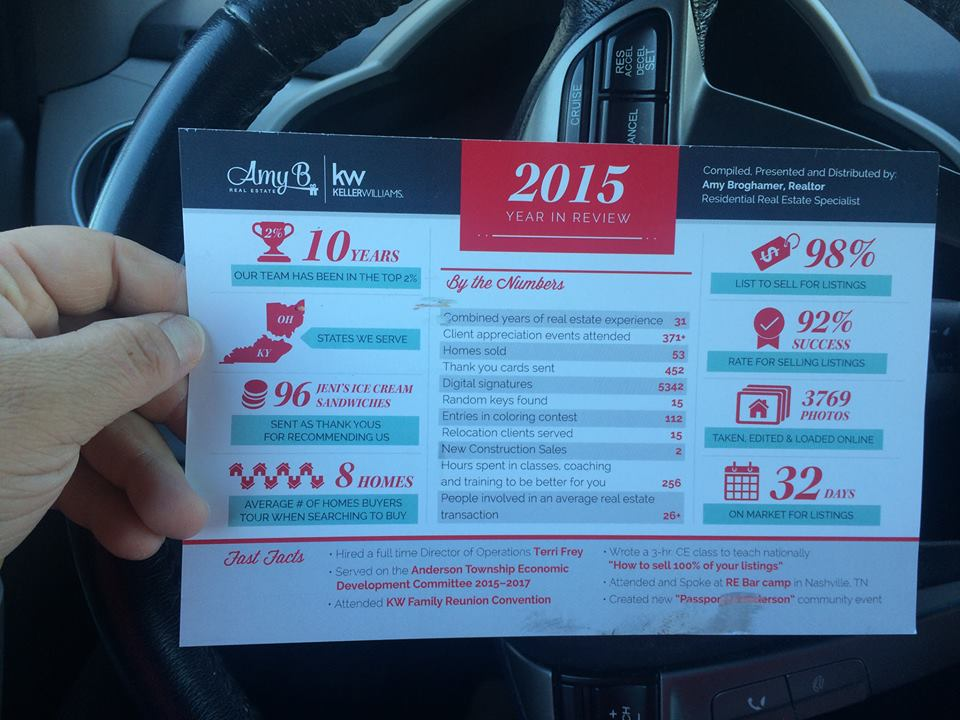 RES
ACCEL
DECEL
SET
CRUISE
CANCEL
Amy B.
REAL ESTATE
kw
KELLERWILLIAMS.
2015
YEAR IN REVIEW
Compiled, Presented and Distributed by:
Amy Broghamer, Realtor
Residential Real Estate Specialist
2%
10 YEARS
OUR TEAM HAS BEEN IN THE TOP 2%
OH
KY
STATES WE SERVE
96 JENI'S ICE CREAM
SANDWICHES
SENT AS THANK YOUS
FOR RECOMMENDING US
8 HOMES
AVERAGE # OF HOMES BUYERS
TOUR WHEN SEARCHING TO BUY
By the Numbers
Combined years of real estate experience 31
Client appreciation events attended 371+
Homes sold 53
Thank you cards sent 452
Digital signatures 5342
Random keys found 15
Entries in coloring contest 112
Relocation clients served 15
New Construction Sales 2
Hours spent in classes, coaching
and training to be better for you 256
People involved in an average real estate
transaction 26+
$
98%
LIST TO SELL FOR LISTINGS
92%
SUCCESS
RATE FOR SELLING LISTINGS
3769
PHOTOS
TAKEN, EDITED & LOADED ONLINE
32 DAYS
ON MARKET FOR LISTINGS
Fast Facts
• Hired a full time Director of Operations Terri Frey
• Served on the Anderson Township Economic
Development Committee 2015–2017
• Attended KW Family Reunion Convention
• Wrote a 3-hr. CE class to teach nationally
"How to sell 100% of your listings"
• Attended and Spoke at RE Bar camp in Nashville, TN
• Created new community event